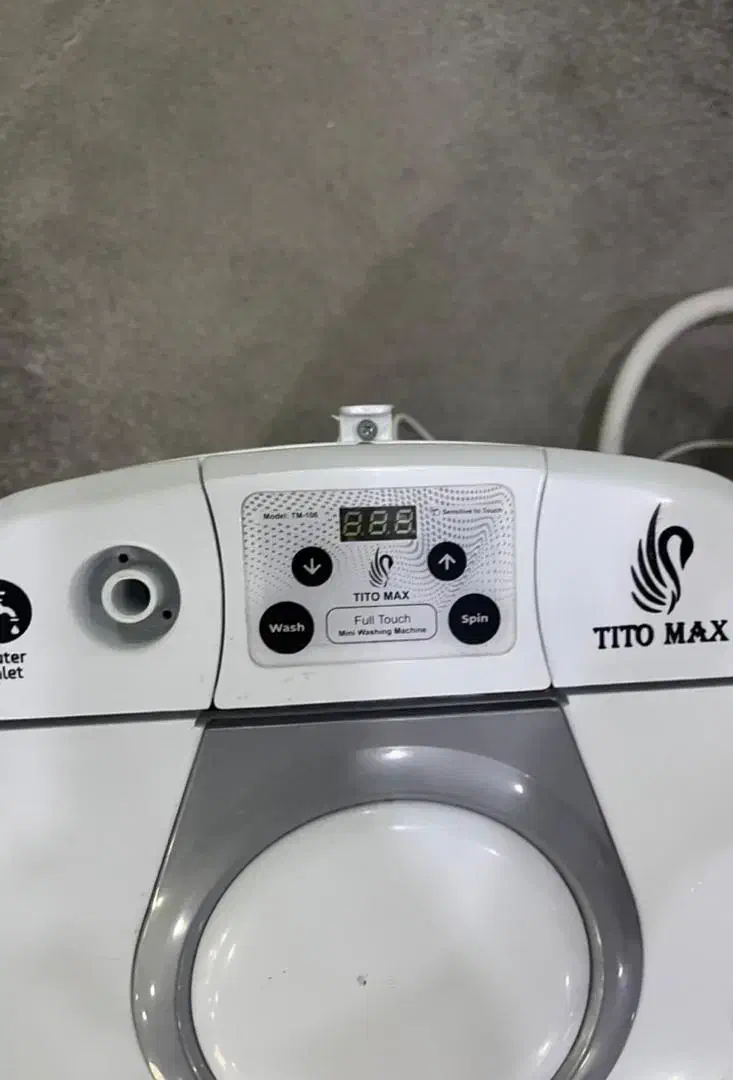 Model: TM-106
Sensitive to Touch
TITO MAX
Wash
Full Touch
Mini Washing Machine
Spin
TITO MAX